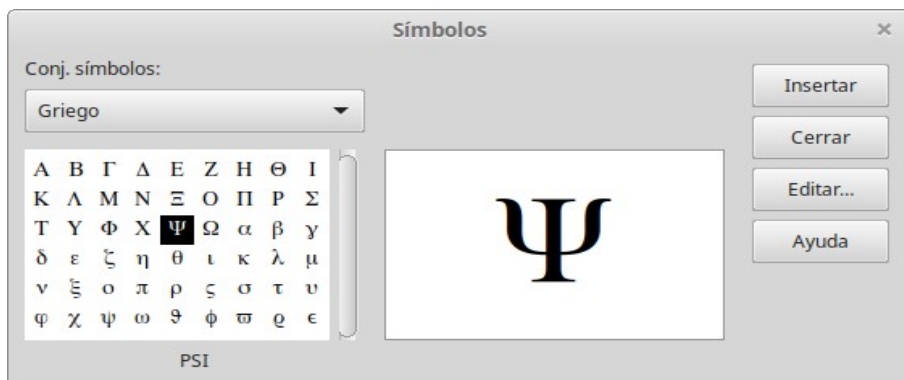 Símbolos
Conj. símbolos:
Griego
Α Β Γ Δ Ε Ζ Η Θ Ι
Κ Λ Μ Ν Ξ Ο Π Ρ Σ
Τ Υ Φ Χ Ψ Ω α β γ
δ ε ζ η θ ι κ λ μ
ν ξ ο π ρ ς σ τ υ
φ χ ψ ω ϑ ϕ ϖ ϱ ϵ
PSI
Ψ
Insertar
Cerrar
Editar...
Ayuda